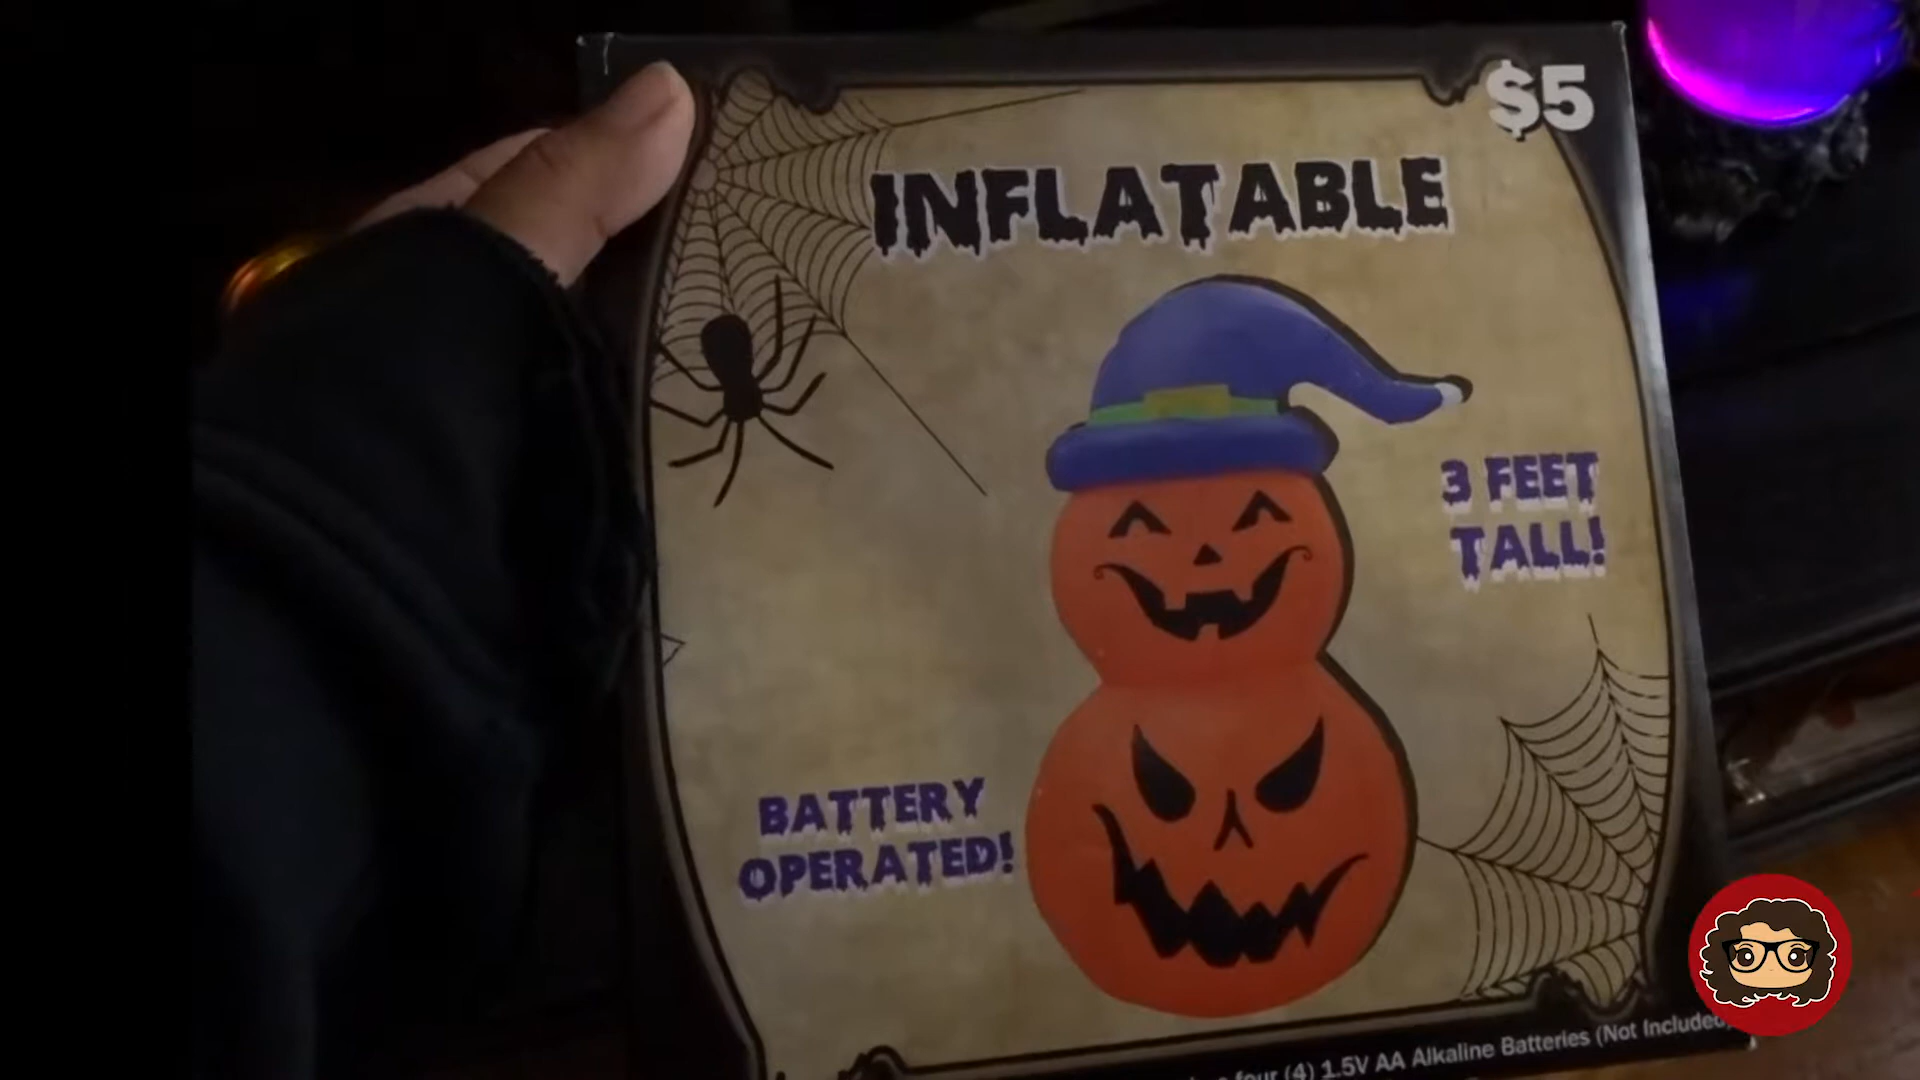 $5
INFLATABLE
3 FEET
TALL!
BATTERY
OPERATED!
four (4) 1.5V AA Alkaline Batteries (Not Included)